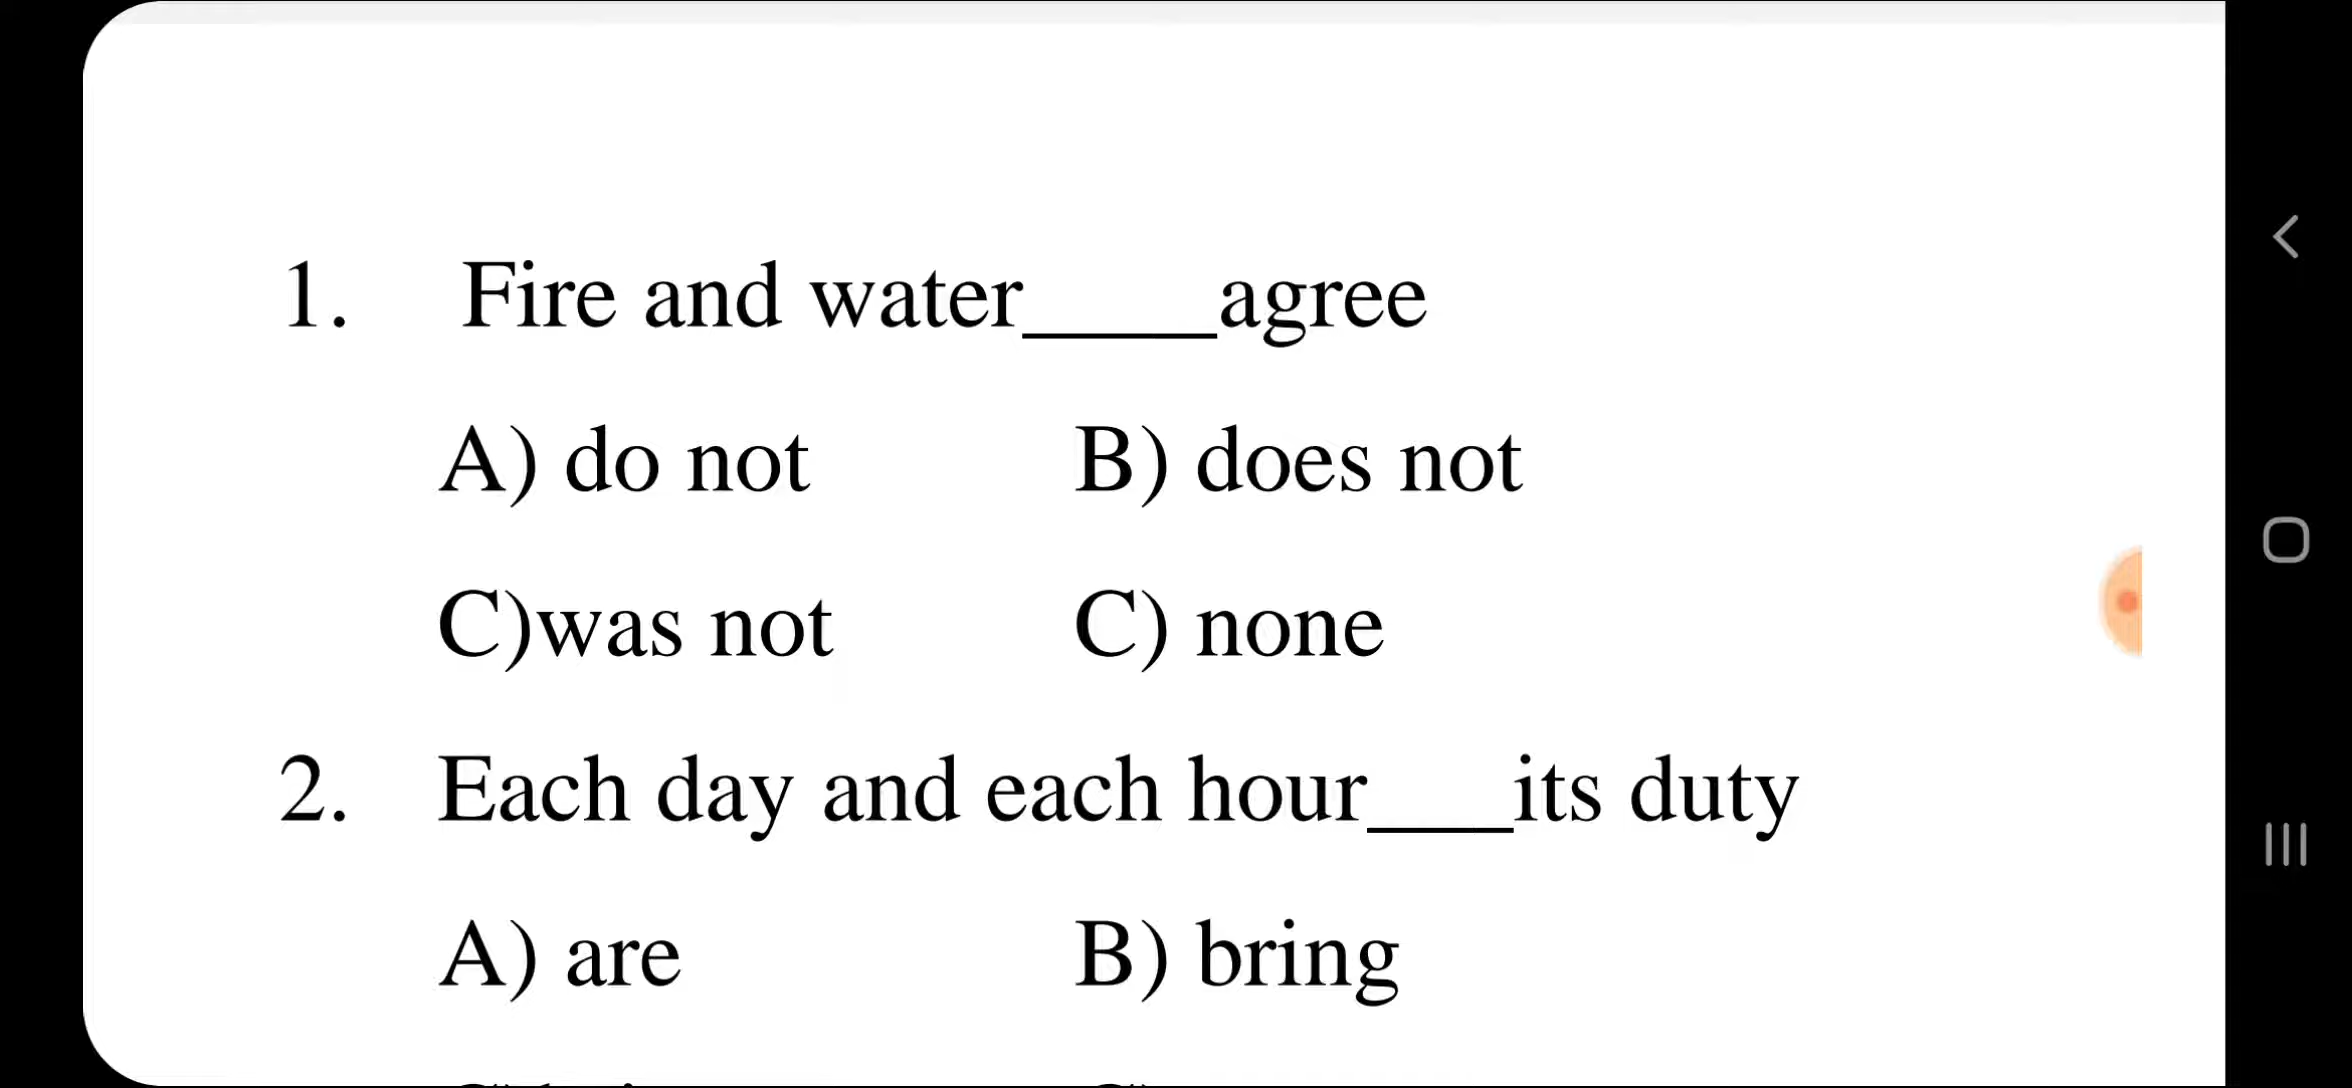 1. Fire and water____agree
A) do not B) does not
C)was not C) none
2. Each day and each hour___its duty
A) are B) bring